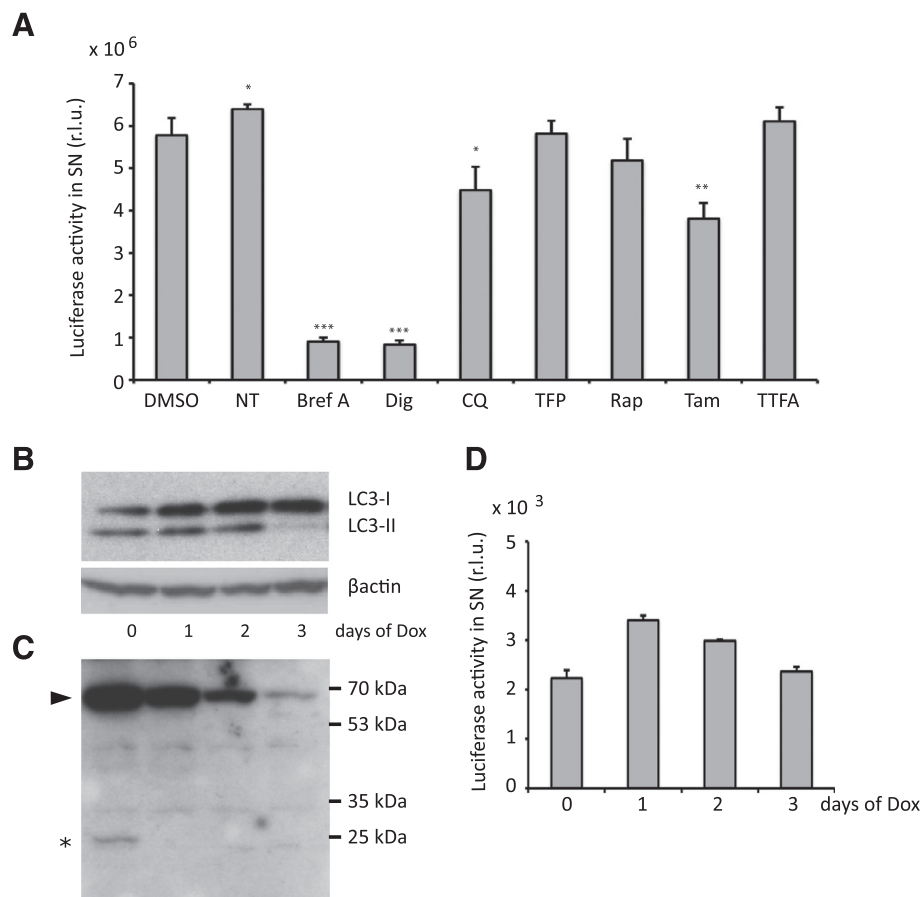 A
x 10 6
Luciferase activity in SN (r.l.u.)
7
6
5
4
3
2
1
0
*
***
***
*
**
DMSO NT Bref A Dig CQ TFP Rap Tam TTFA
B
LC3-I
LC3-II
βactin
0 1 2 3 days of Dox
C
70 kDa
53 kDa
35 kDa
25 kDa
*
D
x 10 3
Luciferase activity in SN (r.l.u.)
5
4
3
2
1
0
0 1 2 3 days of Dox